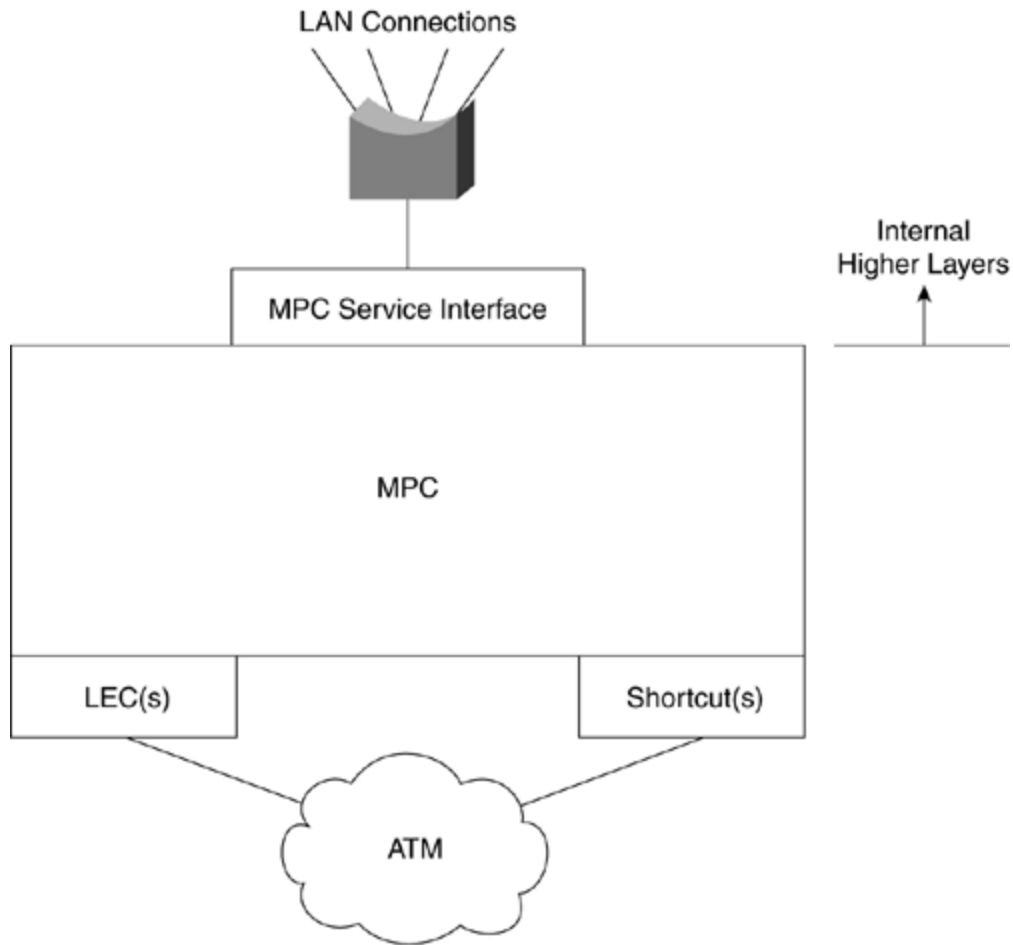 LAN Connections
Internal
Higher Layers
MPC Service Interface
MPC
LEC(s)
Shortcut(s)
ATM